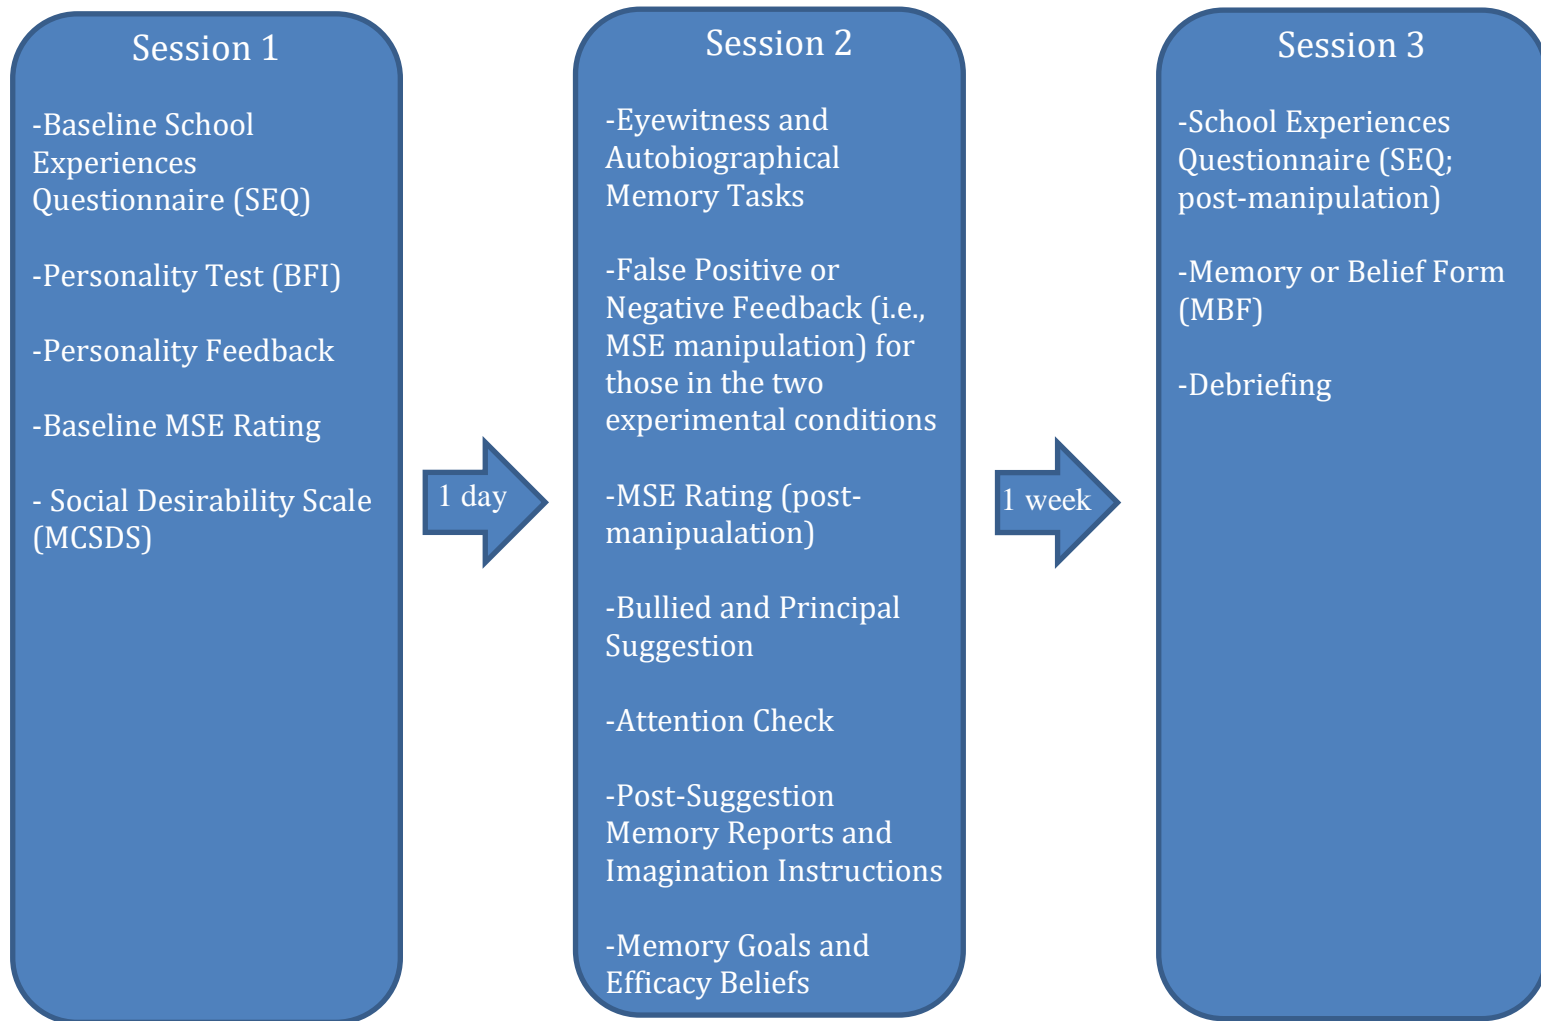 Session 1
-Baseline School
Experiences
Questionnaire (SEQ)
-Personality Test (BFI)
-Personality Feedback
-Baseline MSE Rating
- Social Desirability Scale
(MCSDS)
1 day
Session 2
-Eyewitness and
Autobiographical
Memory Tasks
-False Positive or
Negative Feedback (i.e.,
MSE manipulation) for
those in the two
experimental conditions
-MSE Rating (post-
manipualation)
-Bullied and Principal
Suggestion
-Attention Check
-Post-Suggestion
Memory Reports and
Imagination Instructions
-Memory Goals and
Efficacy Beliefs
1 week
Session 3
-School Experiences
Questionnaire (SEQ;
post-manipulation)
-Memory or Belief Form
(MBF)
-Debriefing